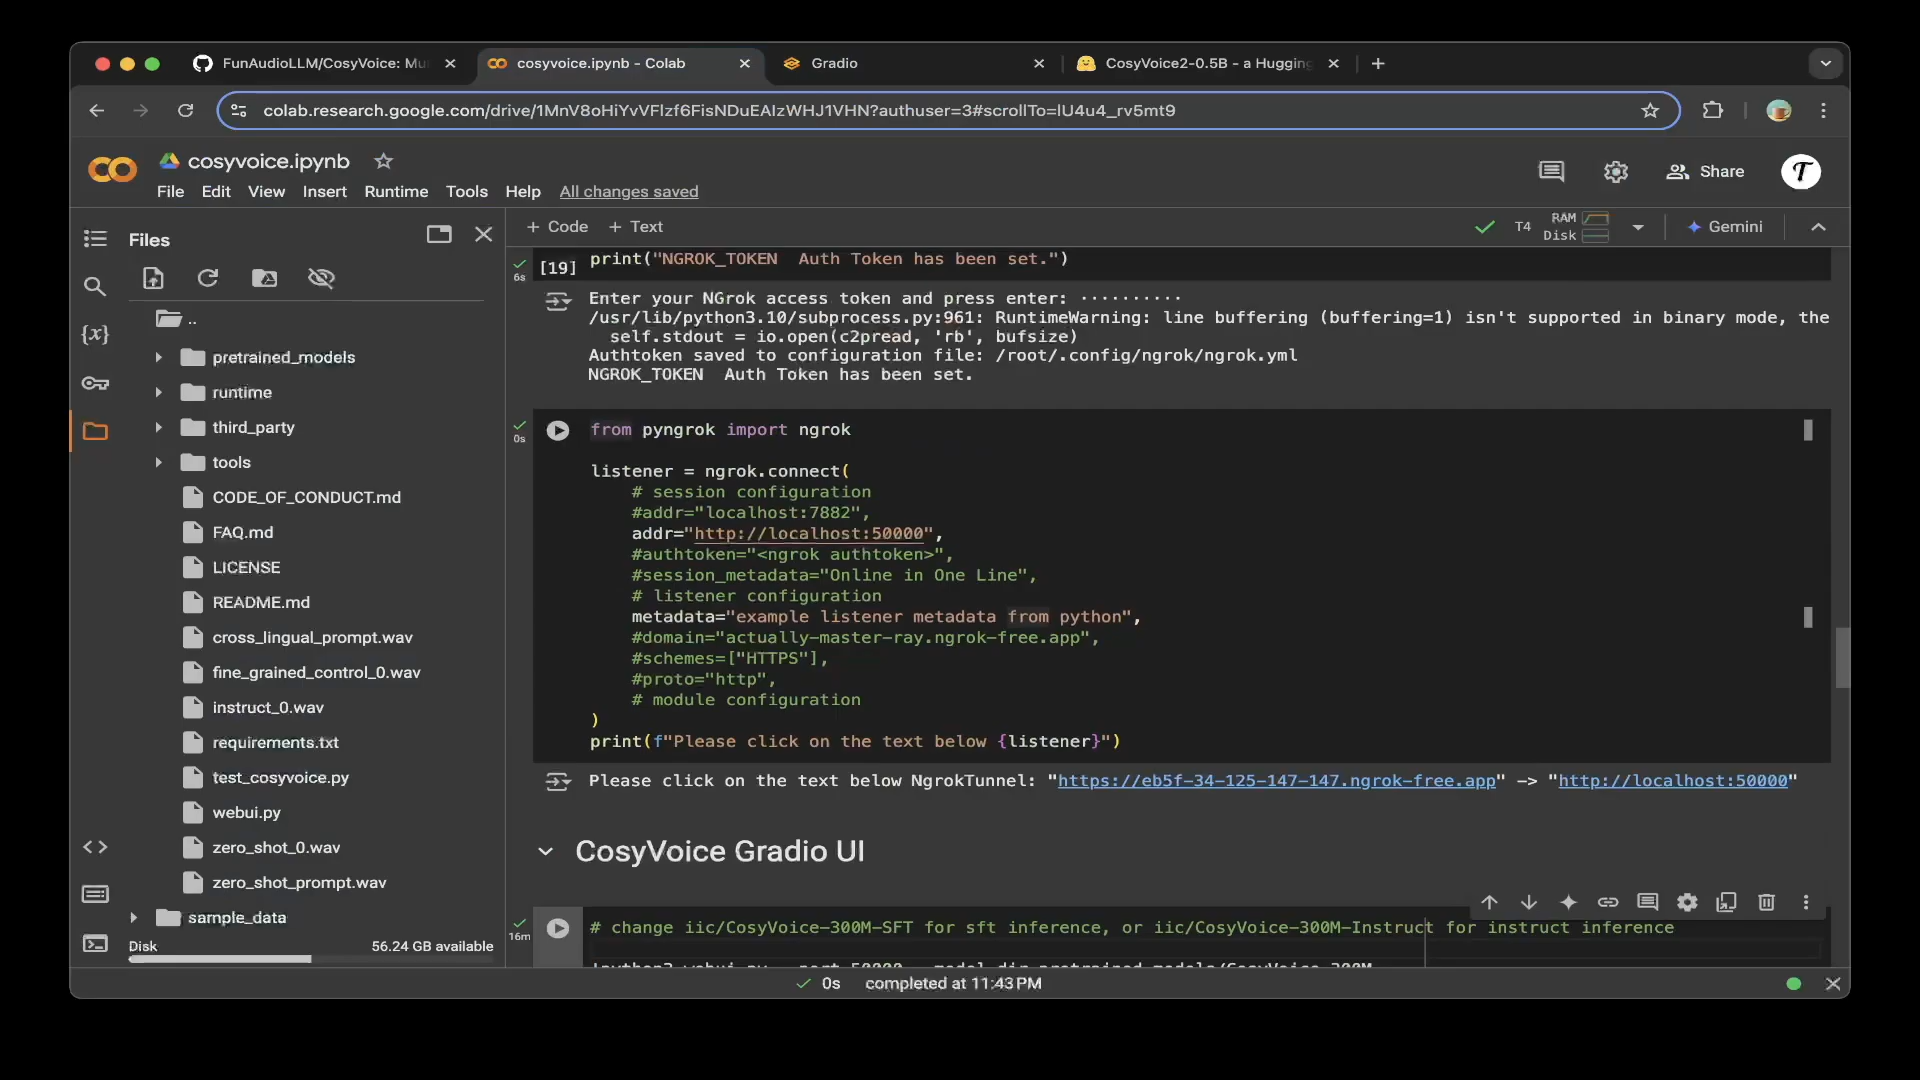 FunAudioLLM/CosyVoice: Mu
cosyvoice.ipynb - Colab
Gradio
CosyVoice2-0.5B - a Hugging
colab.research.google.com/drive/1MnV8oHiYvVFlzf6FisNDuEAIzWHJ1VHN?authuser=3#scrollTo=lU4u4_rv5mt9
cosyvoice.ipynb
Share
File Edit View Insert Runtime Tools Help All changes saved
Files
+ Code + Text
T4 RAM
Disk
Gemini
..
pretrained_models
runtime
third_party
tools
CODE_OF_CONDUCT.md
FAQ.md
LICENSE
README.md
cross_lingual_prompt.wav
fine_grained_control_0.wav
instruct_0.wav
requirements.txt
test_cosyvoice.py
webui.py
zero_shot_0.wav
zero_shot_prompt.wav
sample_data
Disk 56.24 GB available
{x}
6s
[19] print("NGROK_TOKEN  Auth Token has been set.")
Enter your NGrok access token and press enter: ··········
/usr/lib/python3.10/subprocess.py:961: RuntimeWarning: line buffering (buffering=1) isn't supported in binary mode, the
  self.stdout = io.open(c2pread, 'rb', bufsize)
Authtoken saved to configuration file: /root/.config/ngrok/ngrok.yml
NGROK_TOKEN  Auth Token has been set.
0s
from pyngrok import ngrok
listener = ngrok.connect(
    # session configuration
    #addr="localhost:7882",
    addr="http://localhost:50000",
    #authtoken="<ngrok authtoken>",
    #session_metadata="Online in One Line",
    # listener configuration
    metadata="example listener metadata from python",
    #domain="actually-master-ray.ngrok-free.app",
    #schemes=["HTTPS"],
    #proto="http",
    # module configuration
)
print(f"Please click on the text below {listener}")
Please click on the text below NgrokTunnel: "https://eb5f-34-125-147-147.ngrok-free.app" -> "http://localhost:50000"
CosyVoice Gradio UI
16m
# change iic/CosyVoice-300M-SFT for sft inference, or iic/CosyVoice-300M-Instruct for instruct inference
!python3 webui.py --port 50000 --model_dir pretrained_models/CosyVoice-300M
0s completed at 11:43 PM